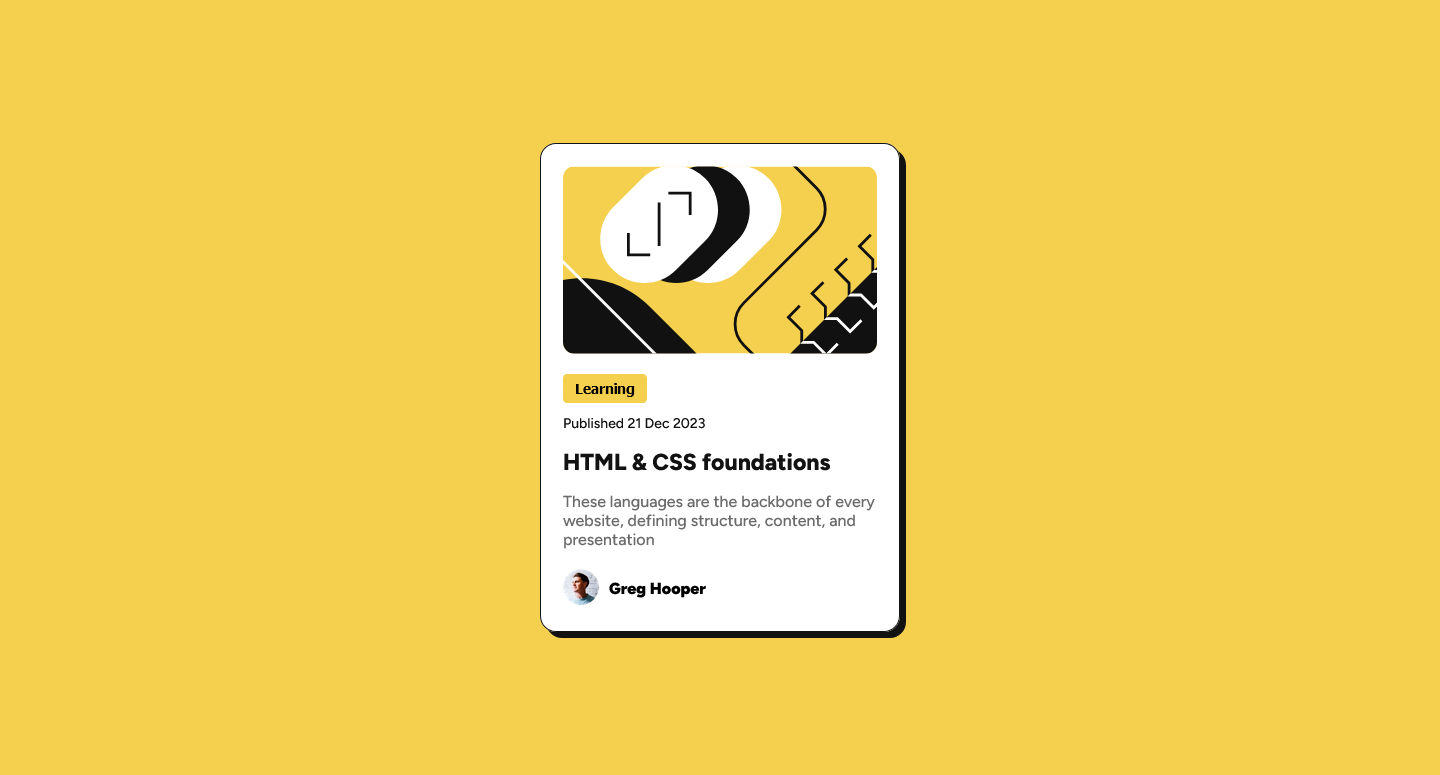 Learning
Published 21 Dec 2023
HTML & CSS foundations
These languages are the backbone of every
website, defining structure, content, and
presentation
Greg Hooper